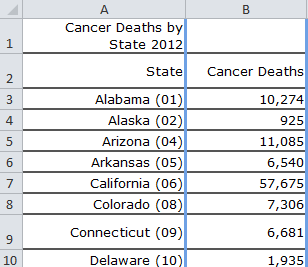 A B
1 Cancer Deaths by
State 2012
2 State Cancer Deaths
3 Alabama (01) 10,274
4 Alaska (02) 925
5 Arizona (04) 11,085
6 Arkansas (05) 6,540
7 California (06) 57,675
8 Colorado (08) 7,306
9 Connecticut (09) 6,681
10 Delaware (10) 1,935